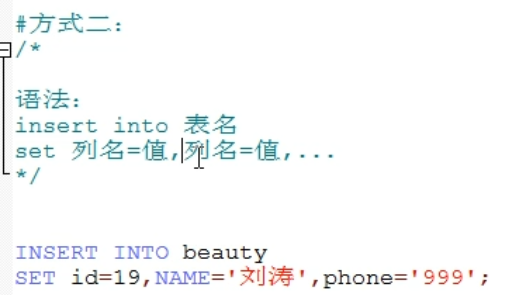 #方式二：
/*
语法：
insert into 表名
set 列名=值,列名=值,...
*/
INSERT INTO beauty
SET id=19,NAME='刘涛',phone='999';